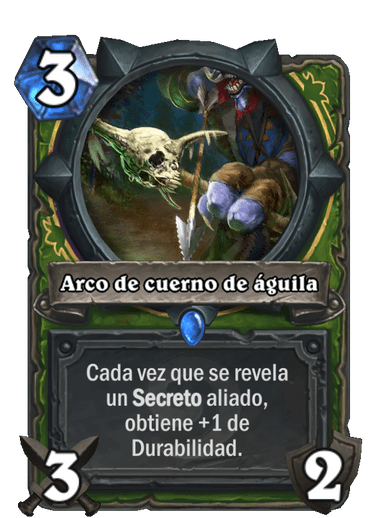 3
Arco de cuerno de águila
Cada vez que se revela
un Secreto aliado,
obtiene +1 de
Durabilidad.
3
2